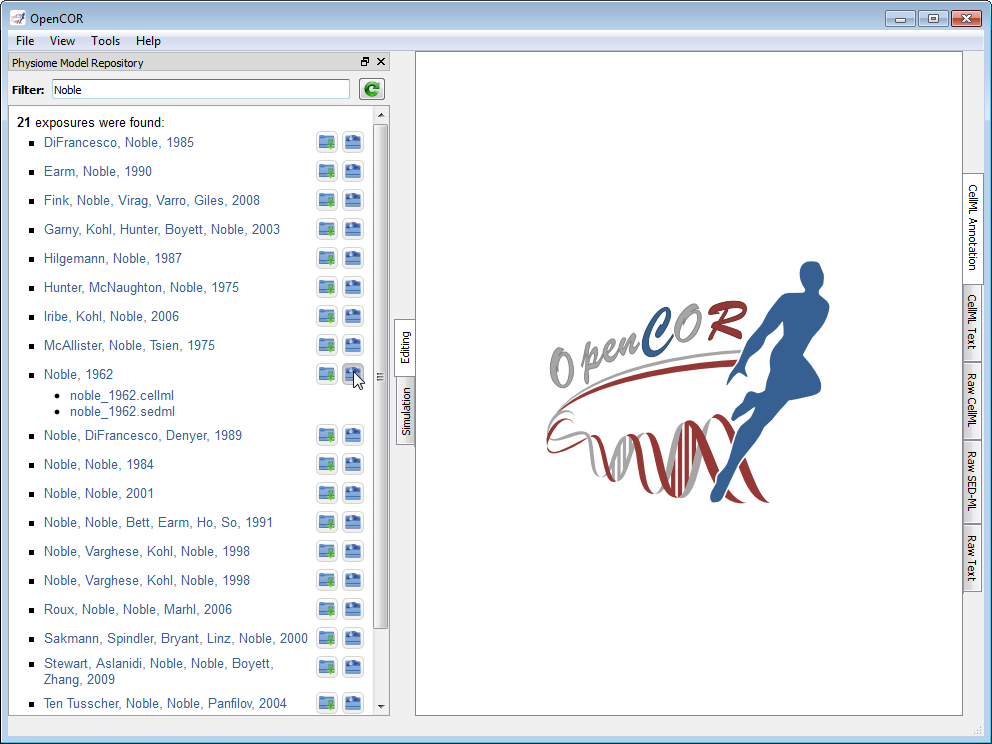 OpenCOR
File View Tools Help
Physiome Model Repository
Filter: Noble
21 exposures were found:
DiFrancesco, Noble, 1985
Earm, Noble, 1990
Fink, Noble, Virag, Varro, Giles, 2008
Garny, Kohl, Hunter, Boyett, Noble, 2003
Hilgemann, Noble, 1987
Hunter, McNaughton, Noble, 1975
Iribe, Kohl, Noble, 2006
McAllister, Noble, Tsien, 1975
Noble, 1962
noble_1962.cellml
noble_1962.sedml
Noble, DiFrancesco, Denyer, 1989
Noble, Noble, 1984
Noble, Noble, 2001
Noble, Noble, Bett, Earm, Ho, So, 1991
Noble, Varghese, Kohl, Noble, 1998
Noble, Varghese, Kohl, Noble, 1998
Roux, Noble, Noble, Marhl, 2006
Sakmann, Spindler, Bryant, Linz, Noble, 2000
Stewart, Aslanidi, Noble, Noble, Boyett,
Zhang, 2009
Ten Tusscher, Noble, Noble, Panfilov, 2004
Editing
Simulation
OpenCOR
CellML Annotation
CellML Text
Raw CellML
Raw SED-ML
Raw Text